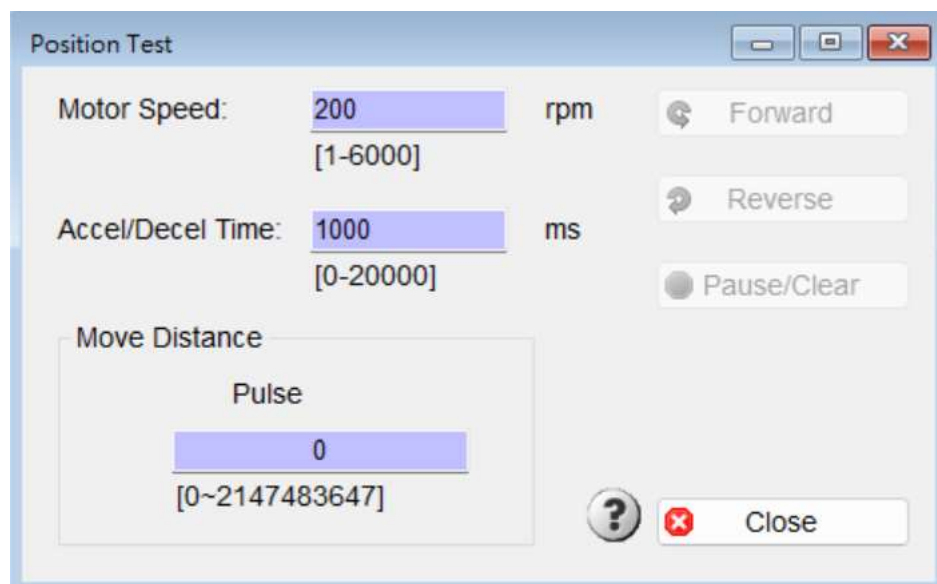 Position Test
Motor Speed: 200 rpm Forward
[1-6000]
Reverse
Accel/Decel Time: 1000 ms
[0-20000]
Pause/Clear
Move Distance
Pulse
0
[0~2147483647]
? Close